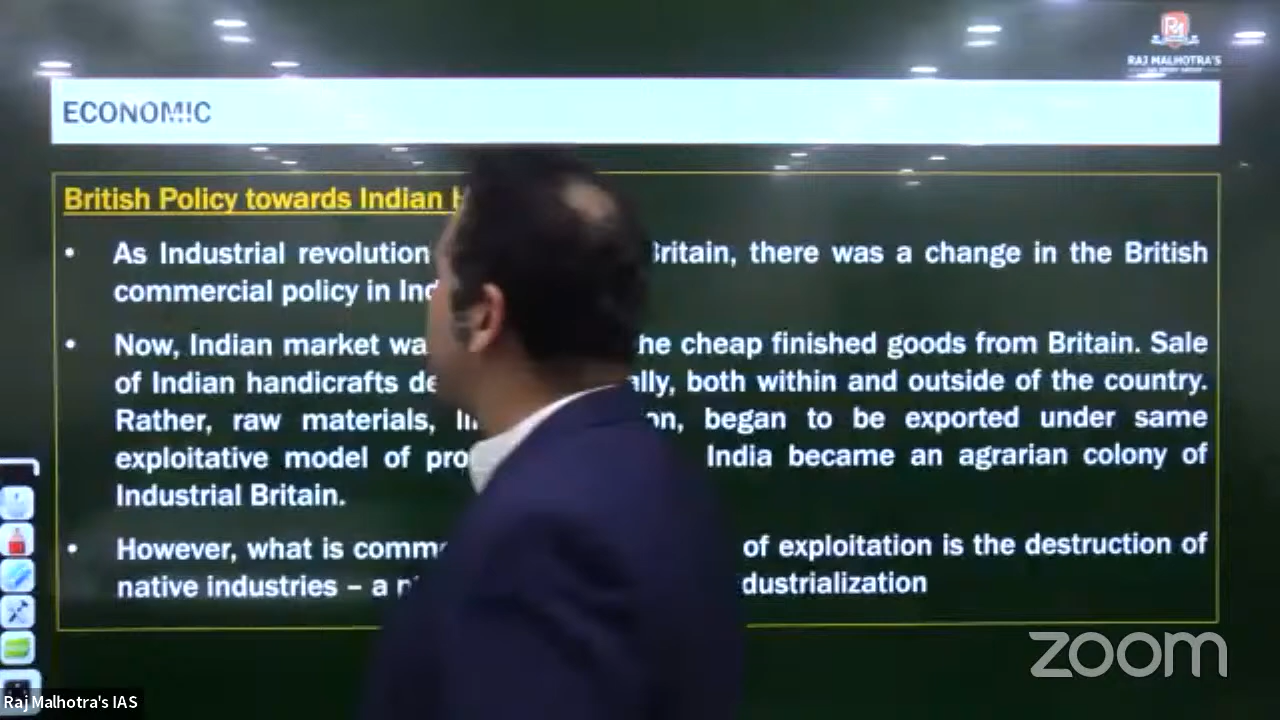 RAJ MALHOTRA'S
ECONOMIC
British Policy towards Indian
As Industrial revolution Britain, there was a change in the British
commercial policy in
Now, Indian market cheap finished goods from Britain. Sale
of Indian handicrafts both within and outside of the country.
Rather, raw materials, began to be exported under same
exploitative model of India became an agrarian colony of
Industrial Britain.
However, what is of exploitation is the destruction of
native industries – a
zoom
Raj Malhotra's IAS